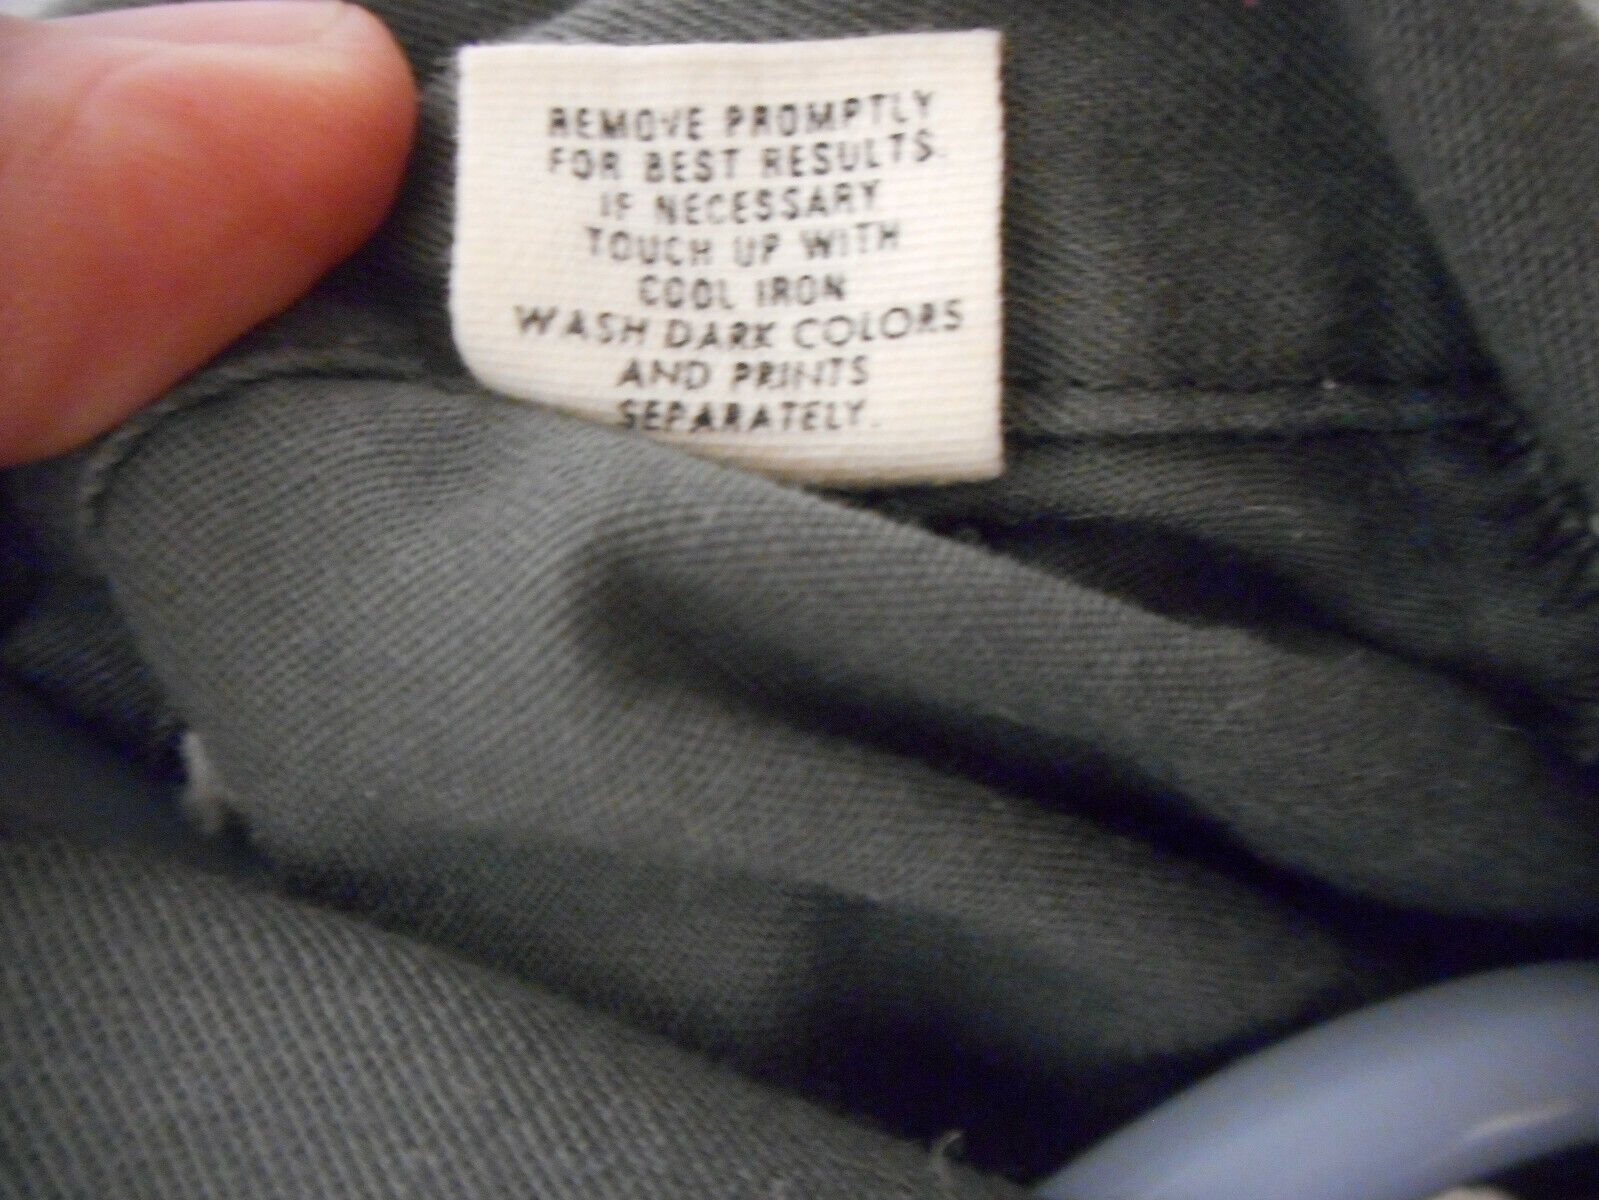 REMOVE PROMPTLY
FOR BEST RESULTS.
IF NECESSARY
TOUCH UP WITH
COOL IRON
WASH DARK COLORS
AND PRINTS
SEPARATELY.